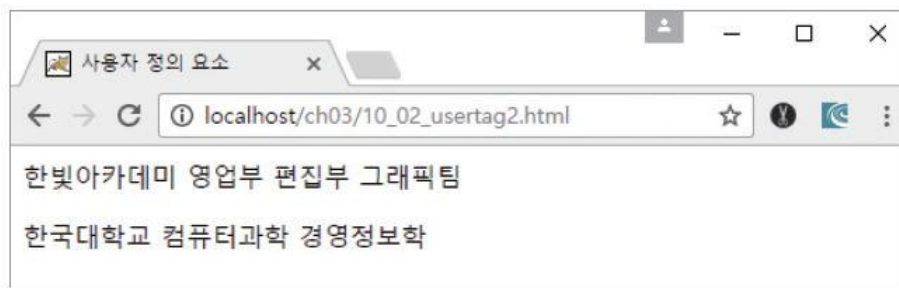 사용자 정의 요소
localhost/ch03/10_02_usertag2.html
한빛아카데미 영업부 편집부 그래픽팀
한국대학교 컴퓨터과학 경영정보학